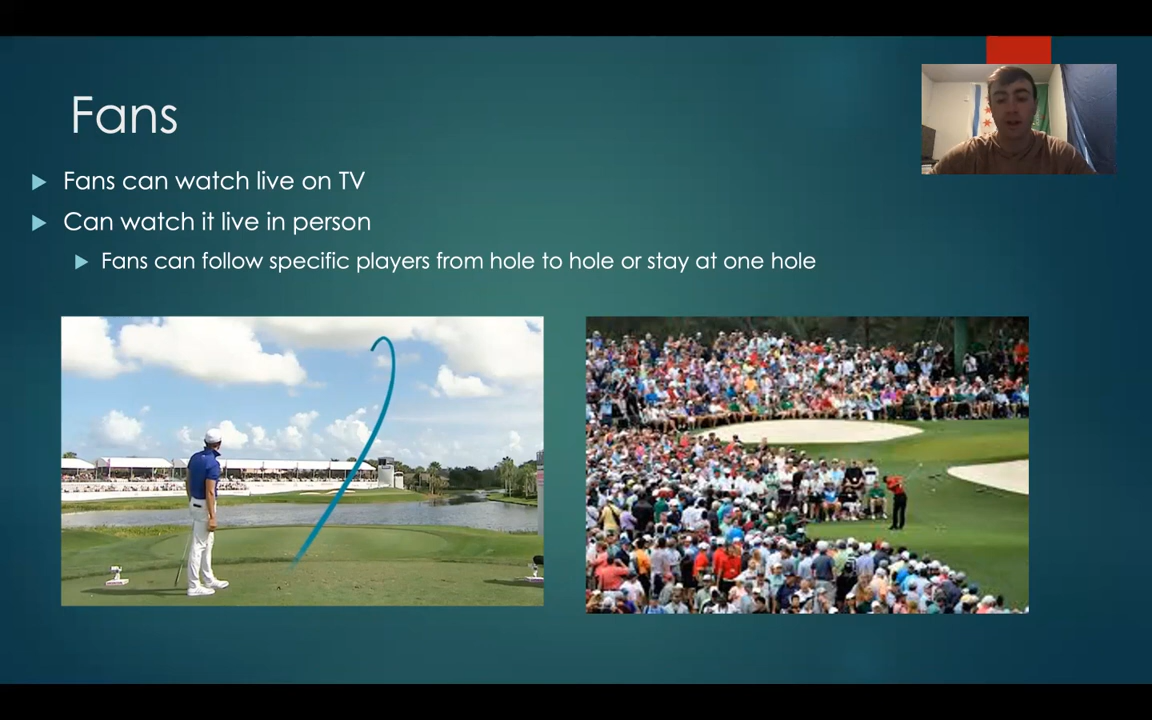 Fans
Fans can watch live on TV
Can watch it live in person
Fans can follow specific players from hole to hole or stay at one hole